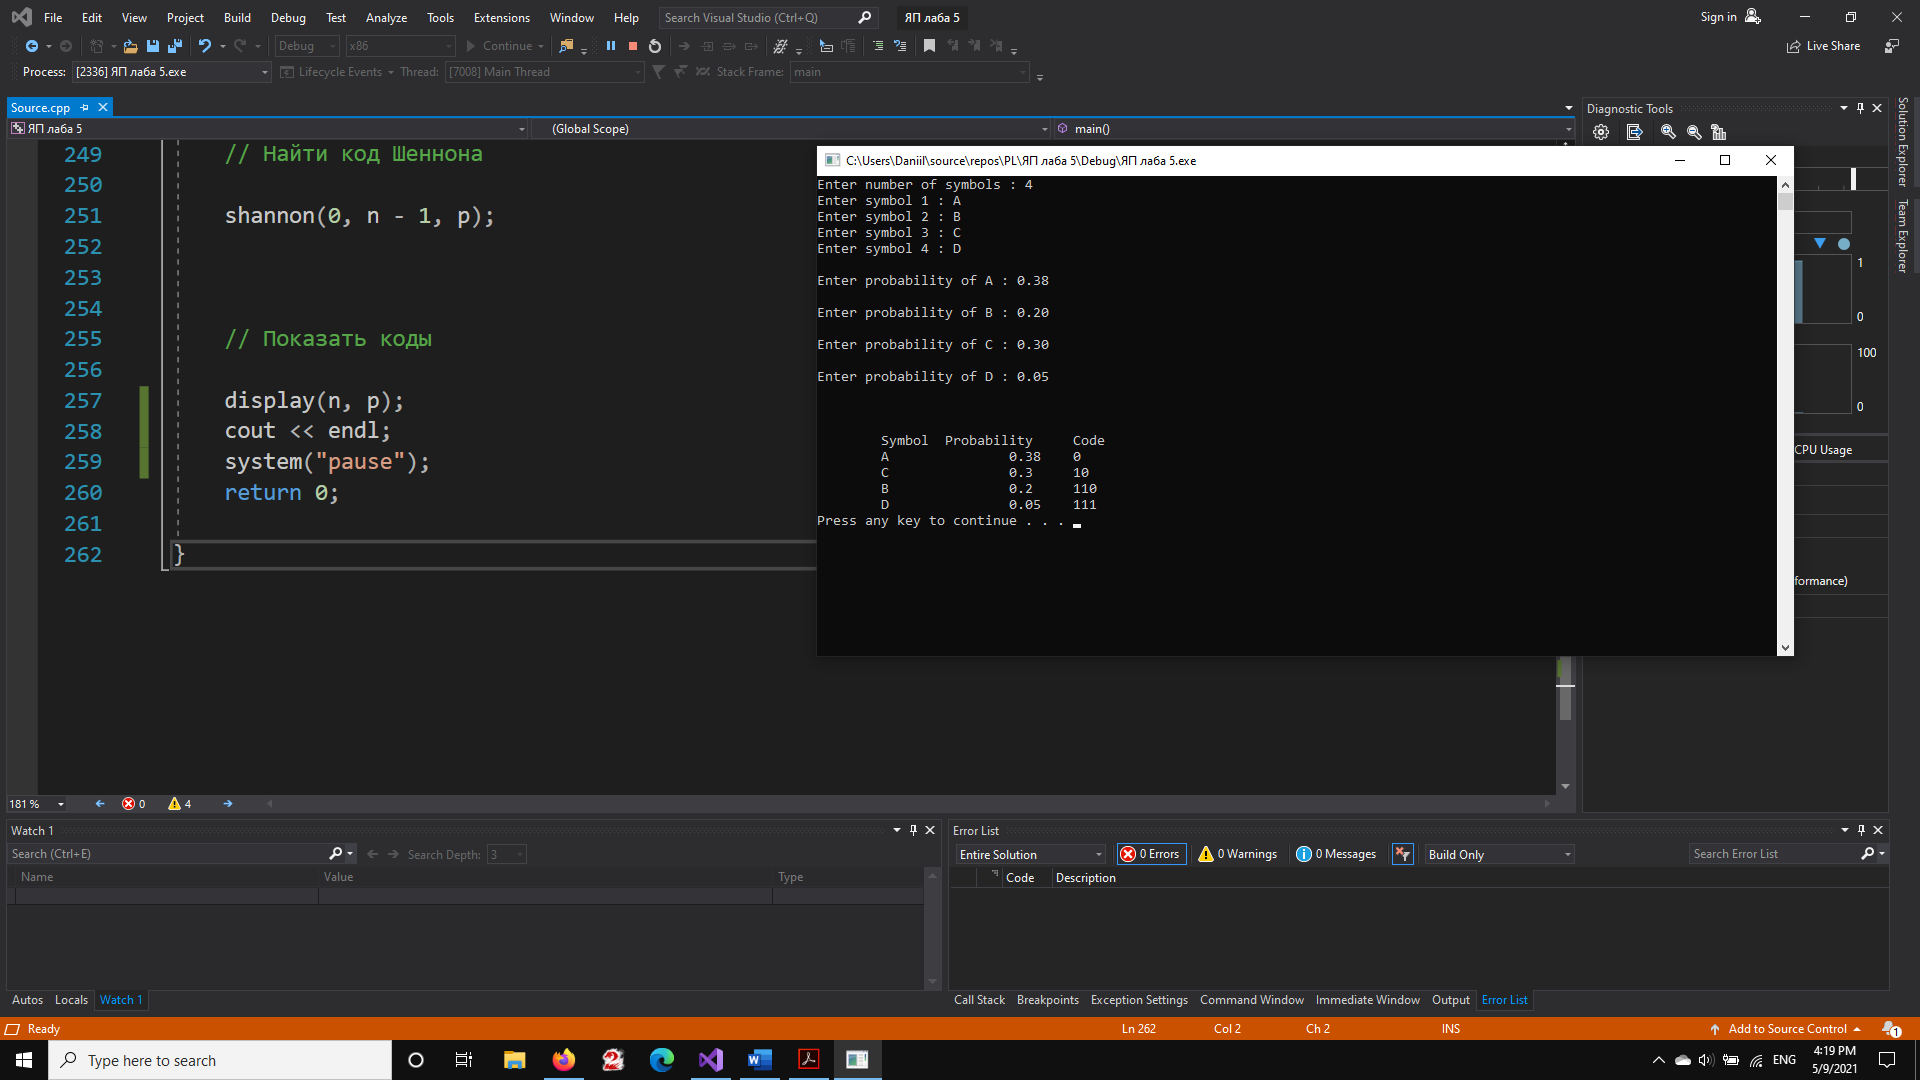 File Edit View Project Build Debug Test Analyze Tools Extensions Window Help Search Visual Studio (Ctrl+Q) ЯП лаба 5 Sign in
Debug x86 Continue Live Share
Process: [2336] ЯП лаба 5.exe Lifecycle Events Thread: [7008] Main Thread Stack Frame: main
Source.cpp
ЯП лаба 5 (Global Scope) main()
249 // Найти код Шеннона
250
251 shannon(0, n - 1, p);
252
253
254
255 // Показать коды
256
257 display(n, p);
258 cout << endl;
259 system("pause");
260 return 0;
261
262 }
C:\Users\Daniil\source\repos\PL\ЯП лаба 5\Debug\ЯП лаба 5.exe
Enter number of symbols : 4
Enter symbol 1 : A
Enter symbol 2 : B
Enter symbol 3 : C
Enter symbol 4 : D
Enter probability of A : 0.38
Enter probability of B : 0.20
Enter probability of C : 0.30
Enter probability of D : 0.05
Symbol Probability Code
A 0.38 0
C 0.3 10
B 0.2 110
D 0.05 111
Press any key to continue . . .
Diagnostic Tools
1
0
100
0
CPU Usage
formance)
Solution Explorer
Team Explorer
181 % 0 4
Watch 1
Search (Ctrl+E) Search Depth: 3
Name Value Type
Autos Locals Watch 1
Error List
Entire Solution 0 Errors 0 Warnings 0 Messages Build Only Search Error List
Code Description
Call Stack Breakpoints Exception Settings Command Window Immediate Window Output Error List
Ready Ln 262 Col 2 Ch 2 INS Add to Source Control 1
Type here to search
ENG
4:19 PM
5/9/2021